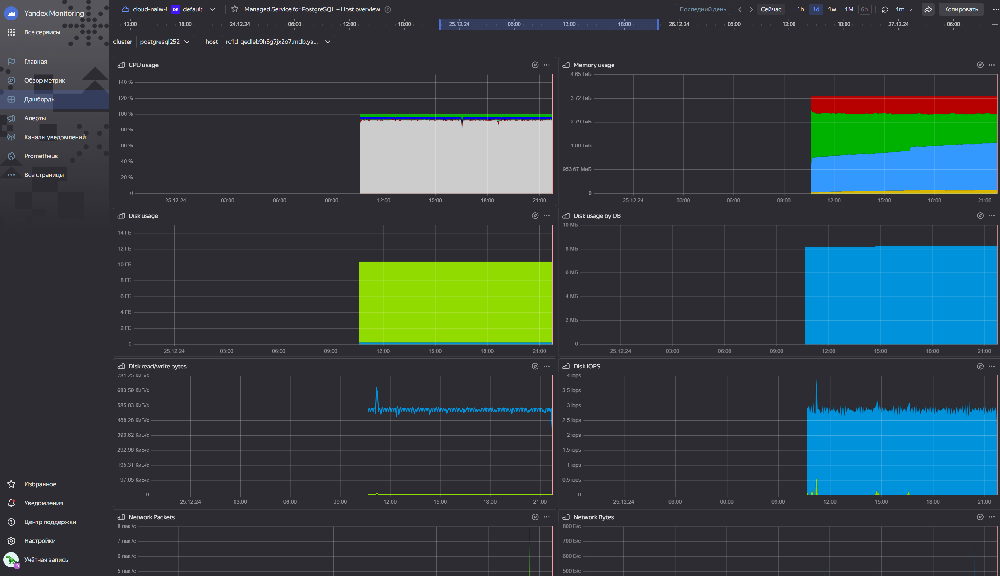 Yandex Monitoring
Все сервисы
Главная
Обзор метрик
Дашборды
Алерты
Каналы уведомлений
Prometheus
Все страницы
Избранное
Уведомления
Центр поддержки
Настройки
Учётная запись
cloud-naiw-i DE default Managed Service for PostgreSQL – Host overview
Последний день Сейчас 1h 1d 1w 1M 6h 1m Копировать
12:00 18:00 24.12.24 06:00 12:00 18:00 25.12.24 06:00 12:00 18:00 26.12.24 06:00 12:00 18:00 27.12.24 06:00
cluster postgresql252 host rc1d-qedleb9h5g7jx2o7.mdb.ya...
CPU usage
140 %
120 %
100 %
80 %
60 %
40 %
20 %
0
25.12.24 03:00 06:00 09:00 12:00 15:00 18:00 21:00
Memory usage
4.65 ГиБ
3.72 ГиБ
2.79 ГиБ
1.86 ГиБ
953.67 МиБ
0
25.12.24 03:00 06:00 09:00 12:00 15:00 18:00 21:00
Disk usage
14 ГБ
12 ГБ
10 ГБ
8 ГБ
6 ГБ
4 ГБ
2 ГБ
0
25.12.24 03:00 06:00 09:00 12:00 15:00 18:00 21:00
Disk usage by DB
10 МБ
8 МБ
6 МБ
4 МБ
2 МБ
0
25.12.24 03:00 06:00 09:00 12:00 15:00 18:00 21:00
Disk read/write bytes
781.25 КиБ/с
683.59 КиБ/с
585.93 КиБ/с
488.28 КиБ/с
390.62 КиБ/с
292.96 КиБ/с
195.31 КиБ/с
97.65 КиБ/с
0
25.12.24 03:00 06:00 09:00 12:00 15:00 18:00 21:00
Disk IOPS
4 iops
3.5 iops
3 iops
2.5 iops
2 iops
1.5 iops
1 iops
0.5 iops
0
25.12.24 03:00 06:00 09:00 12:00 15:00 18:00 21:00
Network Packets
8 пак./с
7 пак./с
6 пак./с
5 пак./с
Network Bytes
800 Б/с
700 Б/с
600 Б/с
500 Б/с